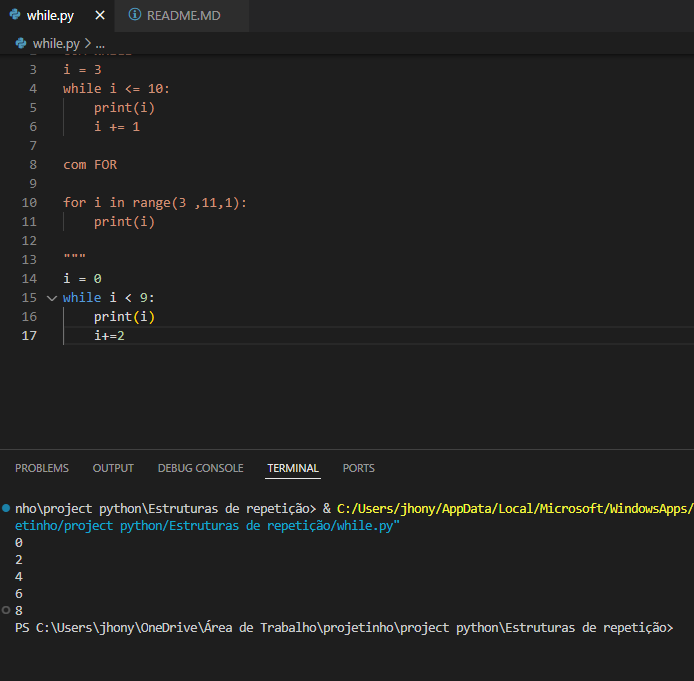 while.py
README.MD
while.py > ...
3 i = 3
4 while i <= 10:
5     print(i)
6     i += 1
7
8 com FOR
9
10 for i in range(3 ,11,1):
11     print(i)
12
13 """
14 i = 0
15 while i < 9:
16     print(i)
17     i+=2
PROBLEMS OUTPUT DEBUG CONSOLE TERMINAL PORTS
nho\project python\Estruturas de repetição> & C:/Users/jhony/AppData/Local/Microsoft/WindowsApps/
etinho/project python/Estruturas de repetição/while.py"
0
2
4
6
8
PS C:\Users\jhony\OneDrive\Área de Trabalho\projetinho\project python\Estruturas de repetição>